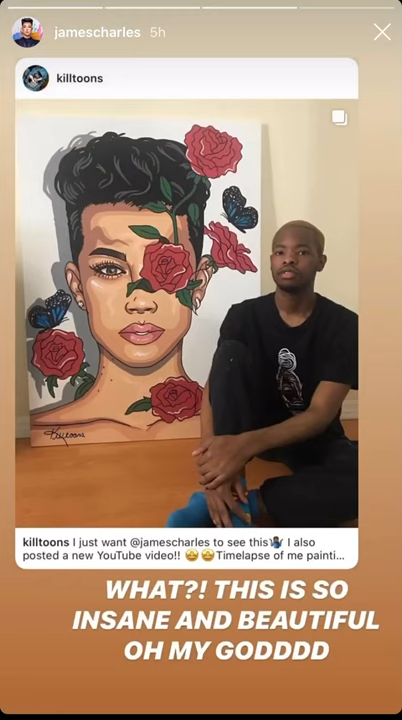 jamescharles 5h
killtoons
killtoons I just want @jamescharles to see this🤷🏾‍♂️ I also
posted a new YouTube video!! 🤩🤩Timelapse of me painti...
WHAT?! THIS IS SO
INSANE AND BEAUTIFUL
OH MY GODDDD